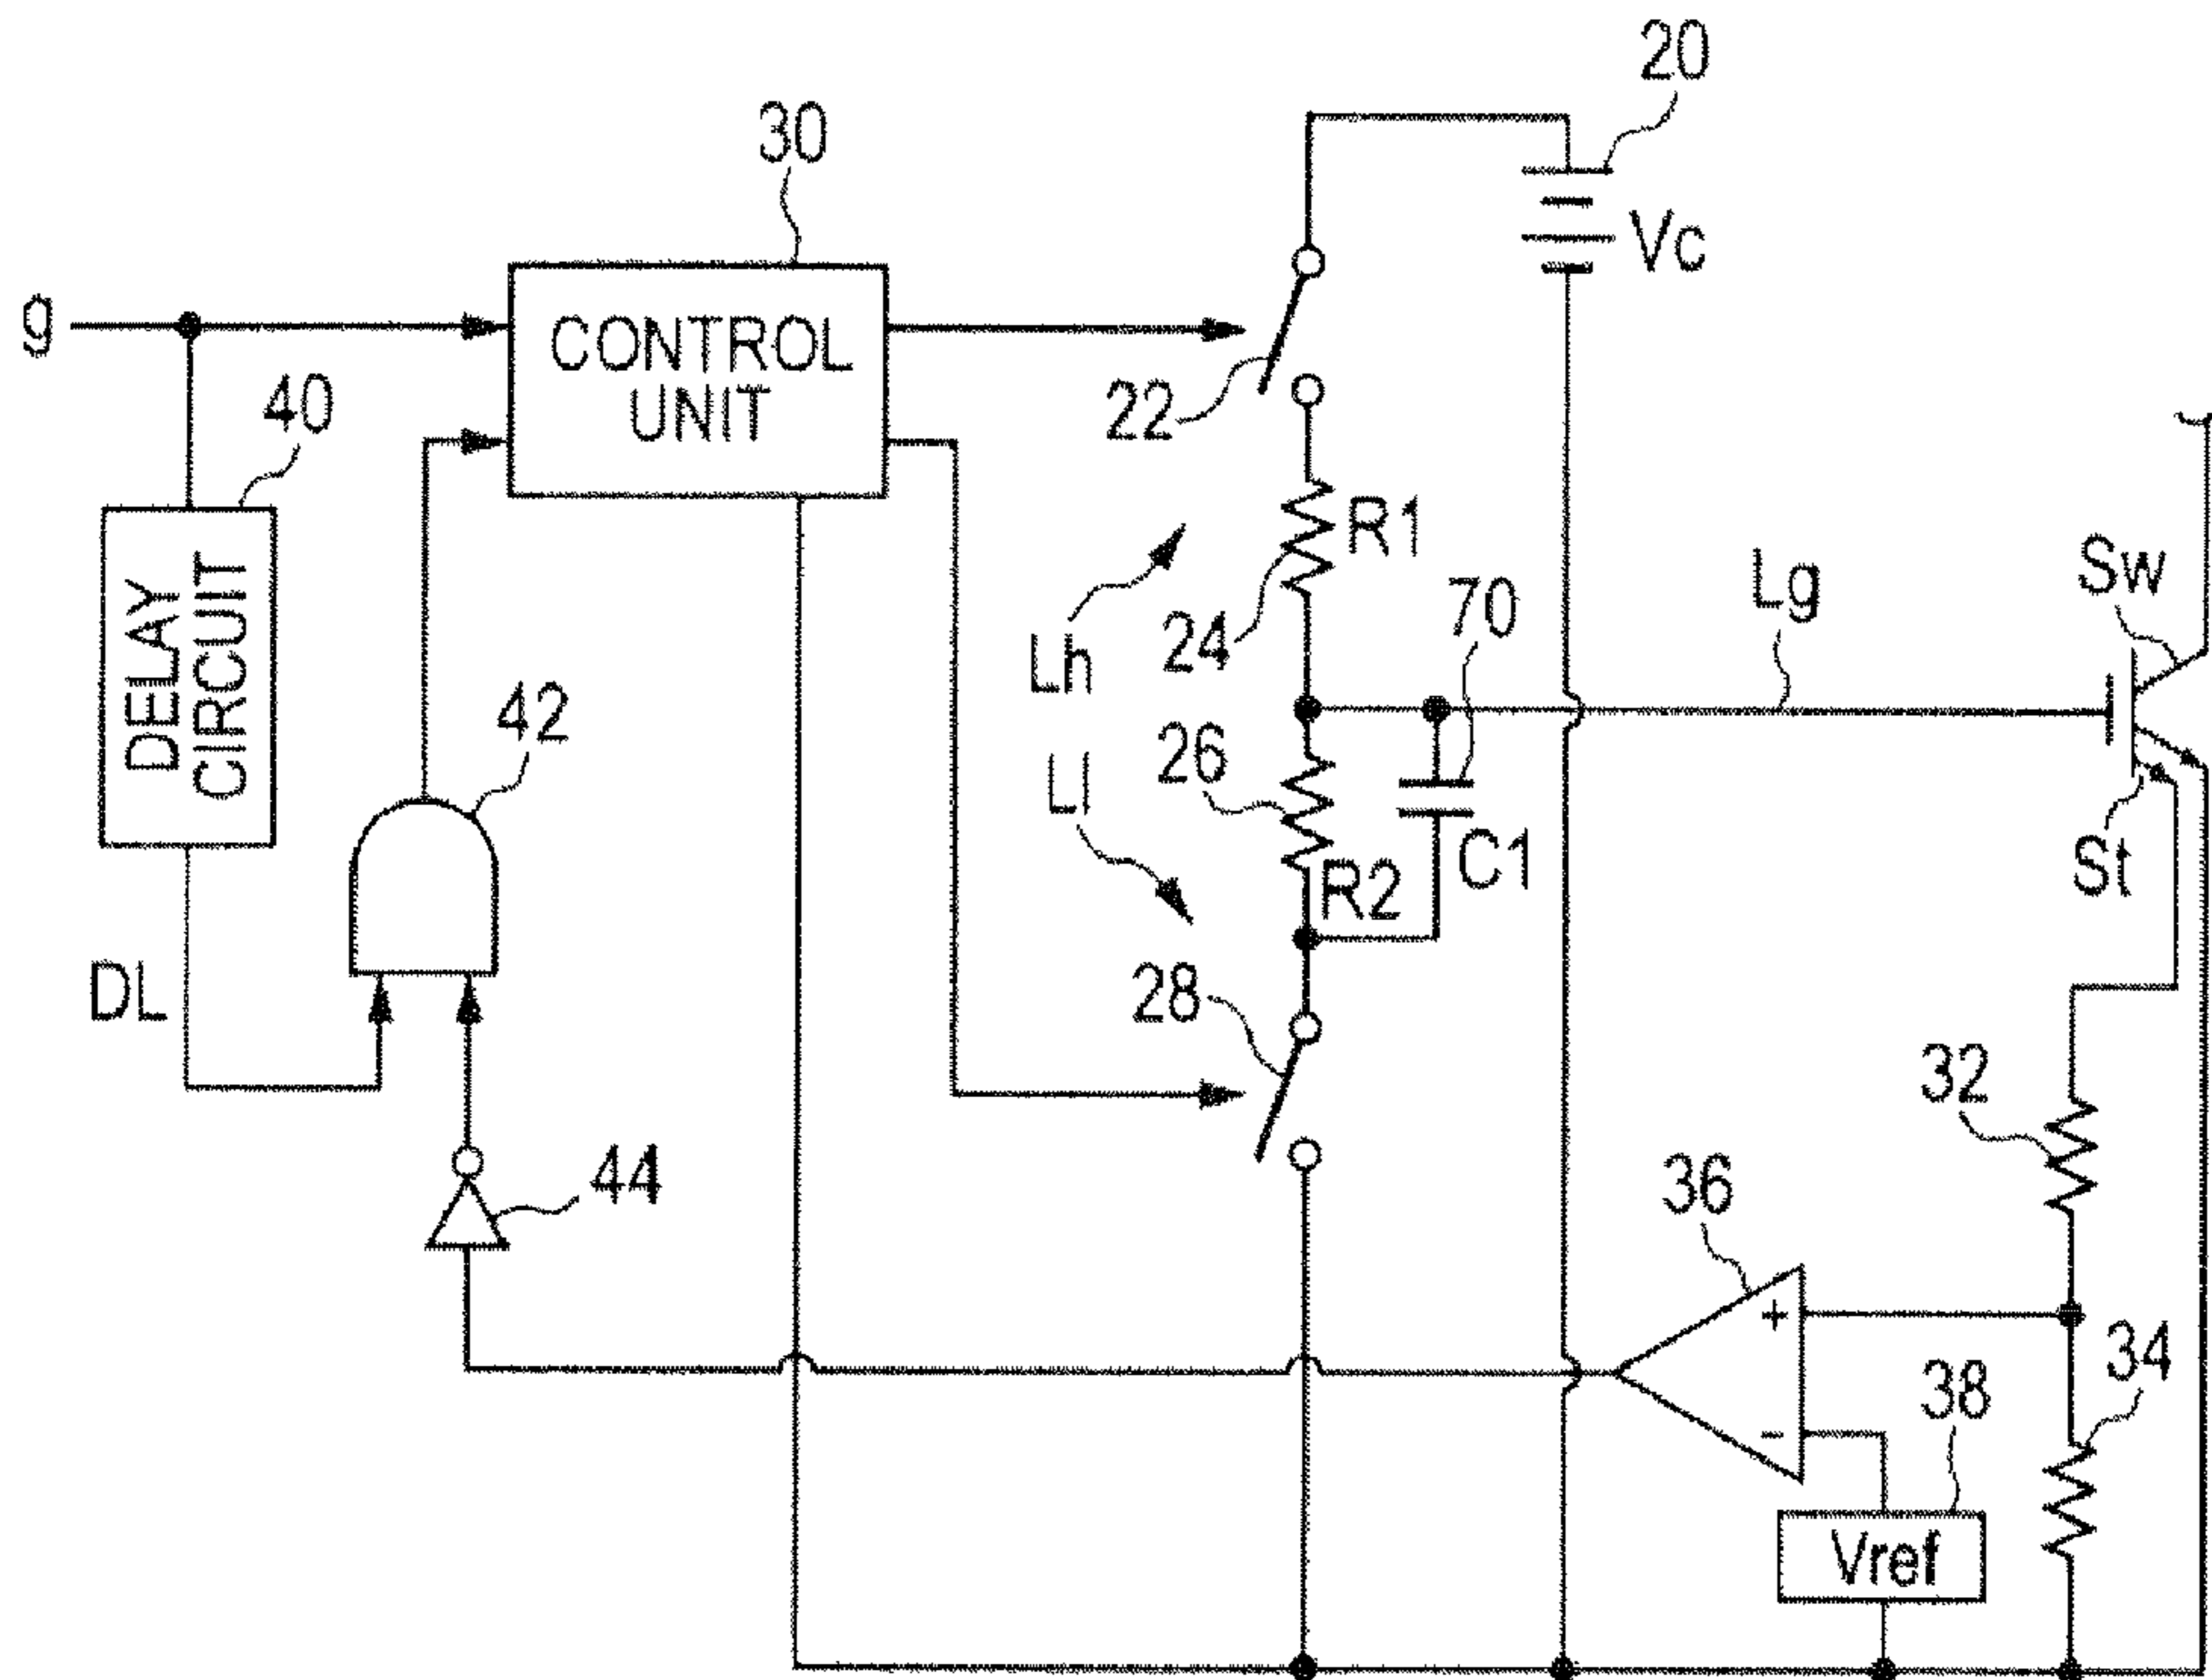 20
30
Vc
g
CONTROL
UNIT
40
22
R1
Lg
Sw
DELAY
CIRCUIT
24
70
Lh
42
26
Ll
C1
St
R2
DL
28
32
44
36
+
34
38
−
Vref